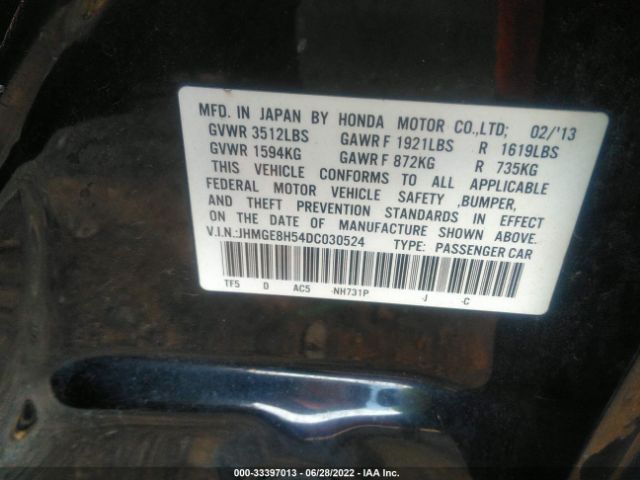 MFD. IN JAPAN BY HONDA MOTOR CO.,LTD; 02/'13
GVWR 3512LBS GAWR F 1921LBS R 1619LBS
GVWR 1594KG GAWR F 872KG R 735KG
THIS VEHICLE CONFORMS TO ALL APPLICABLE
FEDERAL MOTOR VEHICLE SAFETY ,BUMPER,
AND THEFT PREVENTION STANDARDS IN EFFECT
ON THE DATE OF MANUFACTURE SHOWN ABOVE.
V.I.N.:JHMGE8H54DC030524 TYPE: PASSENGER CAR
TF5 D AC5 -NH731P -J -C
000-33397013 - 06/28/2022 - IAA Inc.